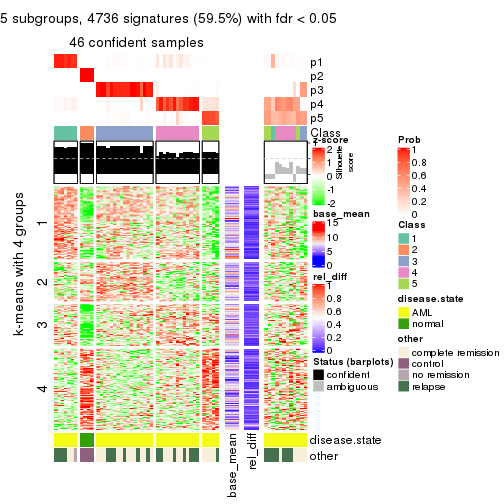 5 subgroups, 4736 signatures (59.5%) with fdr < 0.05
46 confident samples
p1
p2
p3
p4
p5
Class
k-means with 4 groups
1
2
3
4
z-score
2
1
0
-1
-2
Silhouette
score
base_mean
15
10
5
0
rel_diff
1
0.8
0.6
0.4
0.2
0
Status (barplots)
confident
ambiguous
Prob
1
0.8
0.6
0.4
0.2
0
Class
1
2
3
4
5
disease.state
AML
normal
other
complete remission
control
no remission
relapse
disease.state
other
base_mean
rel_diff